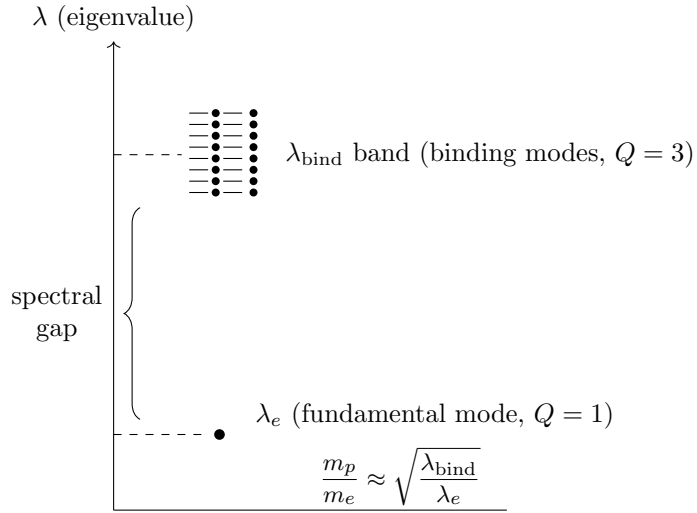 λ (eigenvalue)
λ_bind band (binding modes, Q = 3)
spectral
gap
λ_e (fundamental mode, Q = 1)
m_p/m_e ≈ √(λ_bind/λ_e)